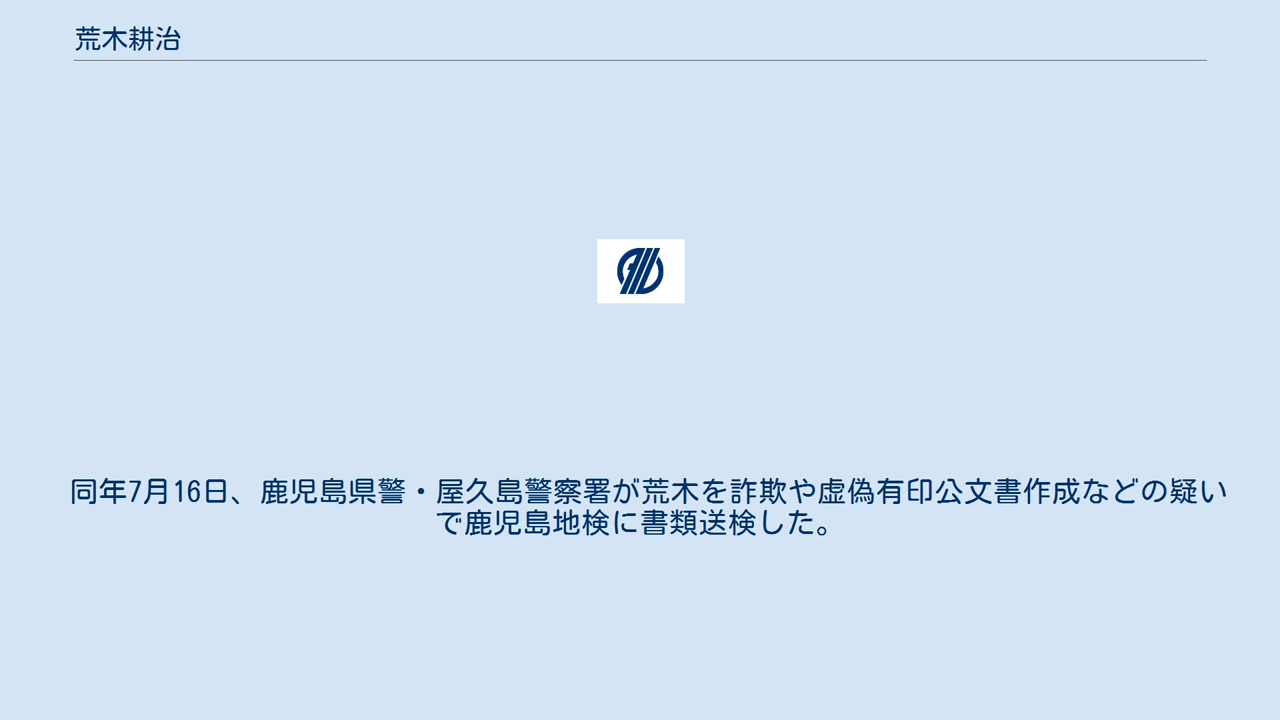 荒木耕治
同年7月16日、鹿児島県警・屋久島警察署が荒木を詐欺や虚偽有印公文書作成などの疑い
で鹿児島地検に書類送検した。